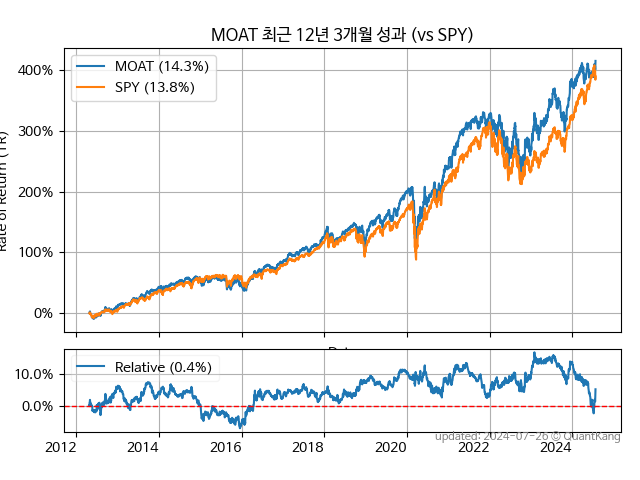 MOAT 최근 12년 3개월 성과 (vs SPY)
MOAT (14.3%)
SPY (13.8%)
400%
300%
200%
100%
0%
Rate of Return (TR)
Relative (0.4%)
10.0%
0.0%
2012 2014 2016 2018 2020 2022 2024
updated: 2024-07-26 © QuantKang